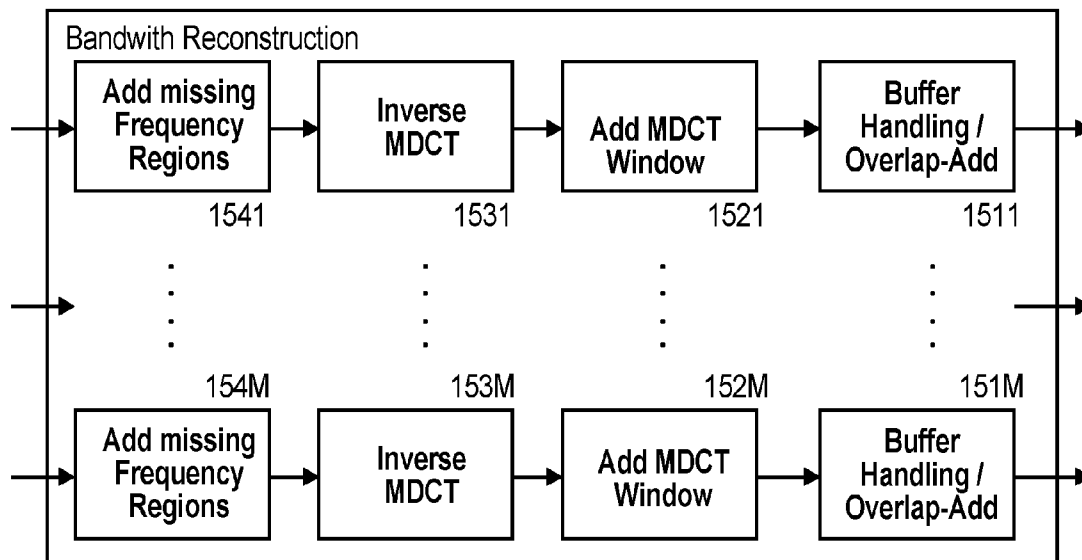 Bandwith Reconstruction
Add missing
Frequency
Regions
Inverse
MDCT
Add MDCT
Window
Buffer
Handling /
Overlap-Add
1541
1531
1521
1511
154M
153M
152M
151M
Add missing
Frequency
Regions
Inverse
MDCT
Add MDCT
Window
Buffer
Handling /
Overlap-Add